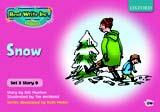 Read Write Inc.
OXFORD
Snow
Set 3 Story 8
Story by Gill Munton
Illustrated by Tim Archbold
Series developed by Ruth Miskin